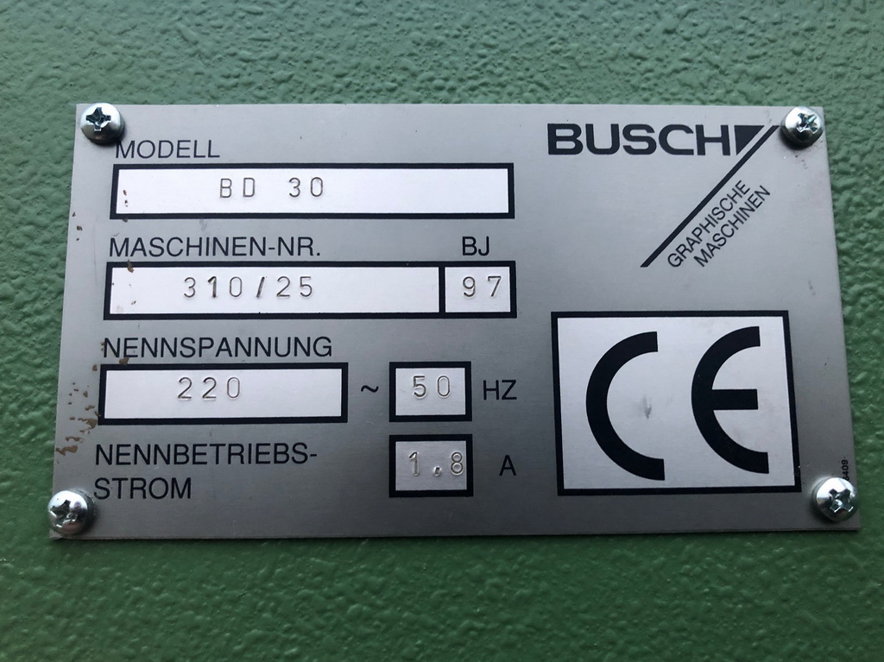 BUSCH
GRAPHISCHE
MASCHINEN
MODELL
BD 30
MASCHINEN-NR. BJ
310/25 97
NENNSPANNUNG
220 ~ 50 HZ
NENNBETRIEBS-
STROM 1.8 A
CE